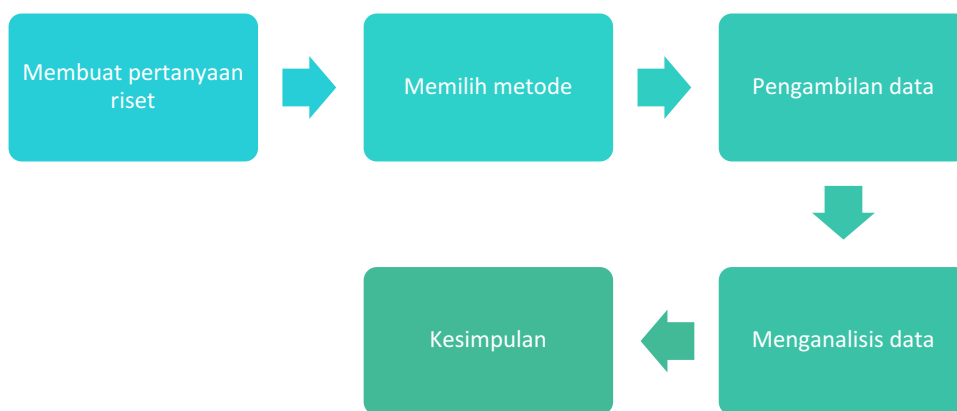 Membuat pertanyaan
riset
Memilih metode
Pengambilan data
Menganalisis data
Kesimpulan